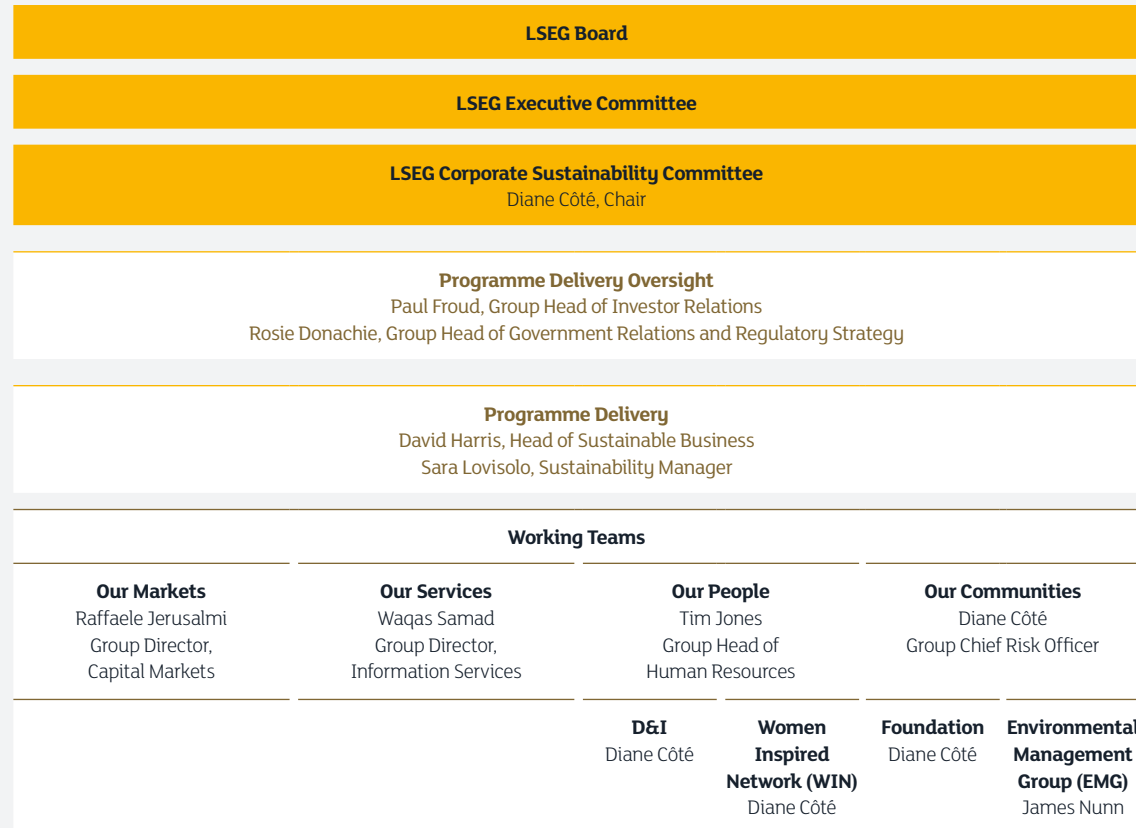 LSEG Board
LSEG Executive Committee
LSEG Corporate Sustainability Committee
Diane Côté, Chair
Programme Delivery Oversight
Paul Froud, Group Head of Investor Relations
Rosie Donachie, Group Head of Government Relations and Regulatory Strategy
Programme Delivery
David Harris, Head of Sustainable Business
Sara Lovisolo, Sustainability Manager
Working Teams
Our Markets
Raffaele Jerusalmi
Group Director,
Capital Markets
Our Services
Waqas Samad
Group Director,
Information Services
Our People
Tim Jones
Group Head of
Human Resources
Our Communities
Diane Côté
Group Chief Risk Officer
D&I
Diane Côté
Women
Inspired
Network (WIN)
Diane Côté
Foundation
Diane Côté
Environmental
Management
Group (EMG)
James Nunn